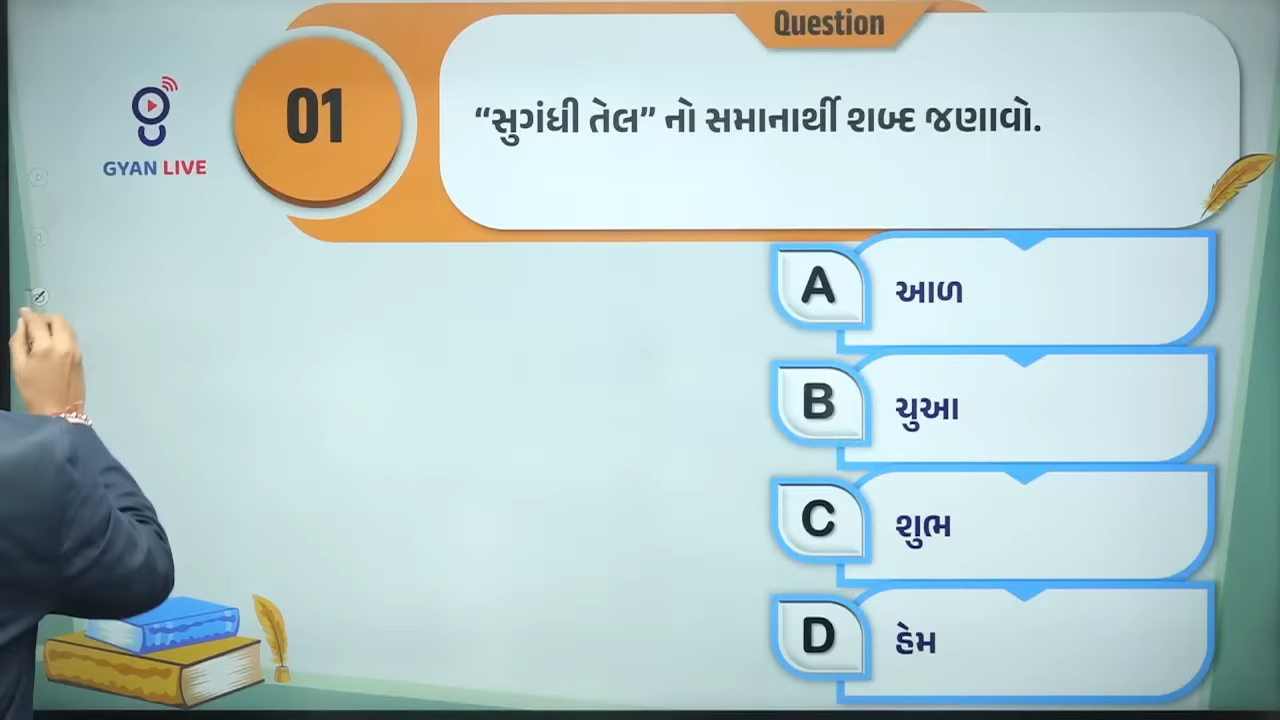 Question
01
“સુગંધી તેલ” નો સમાનાર્થી શબ્દ જણાવો.
GYAN LIVE
A આળ
B ચુઆ
C શુભ
D હેમ